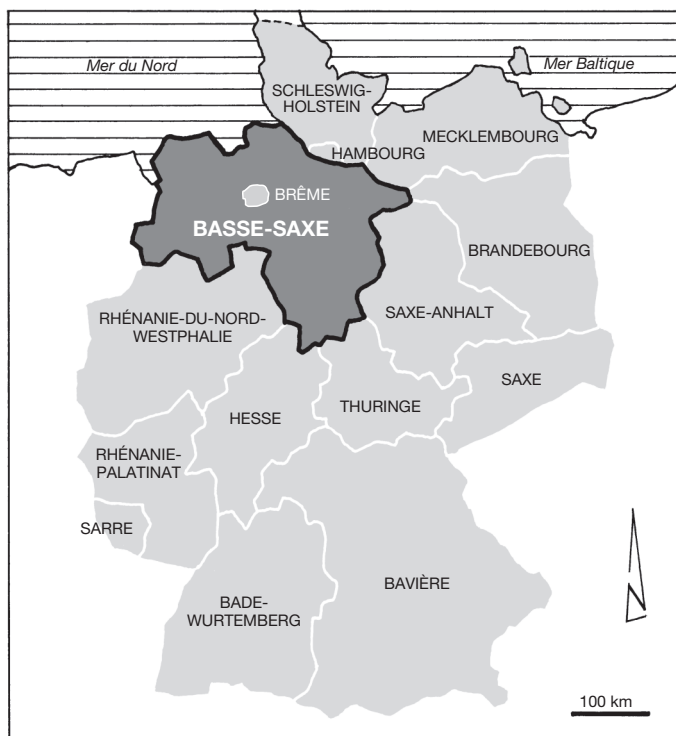 Mer du Nord
Mer Baltique
SCHLESWIG-
HOLSTEIN
HAMBOURG
MECKLEMBOURG
BRÊME
BASSE-SAXE
BRANDEBOURG
SAXE-ANHALT
RHÉNANIE-DU-NORD-
WESTPHALIE
SAXE
HESSE
THURINGE
RHÉNANIE-
PALATINAT
SARRE
BAVIÈRE
BADE-
WURTEMBERG
N
100 km